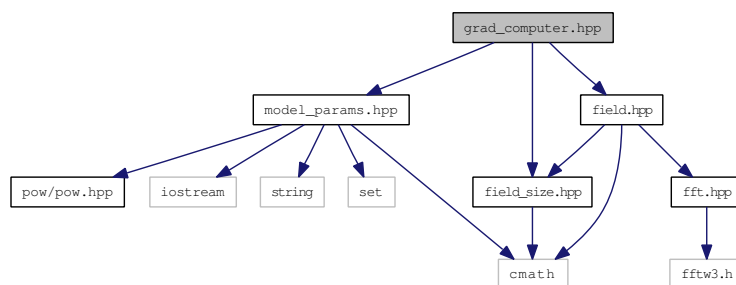 grad_computer.hpp
model_params.hpp
field.hpp
pow/pow.hpp
iostream
string
set
field_size.hpp
fft.hpp
cmath
fftw3.h